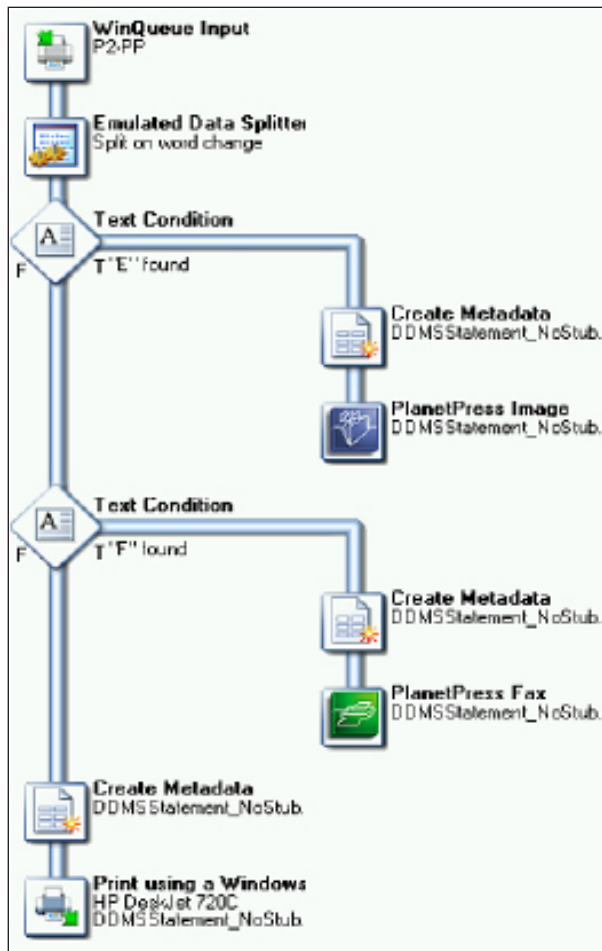 WinQueue Input
P2-PP
Emulated Data Splitter
Split on word change
A
Text Condition
F
T "E" found
Create Metadata
DDMSStatement_NoStub.
PlanetPress Image
DDMSStatement_NoStub.
A
Text Condition
F
T "F" found
Create Metadata
DDMSStatement_NoStub.
PlanetPress Fax
DDMSStatement_NoStub.
Create Metadata
DDMSStatement_NoStub.
Print using a Windows
HP DeskJet 720C
DDMSStatement_NoStub.